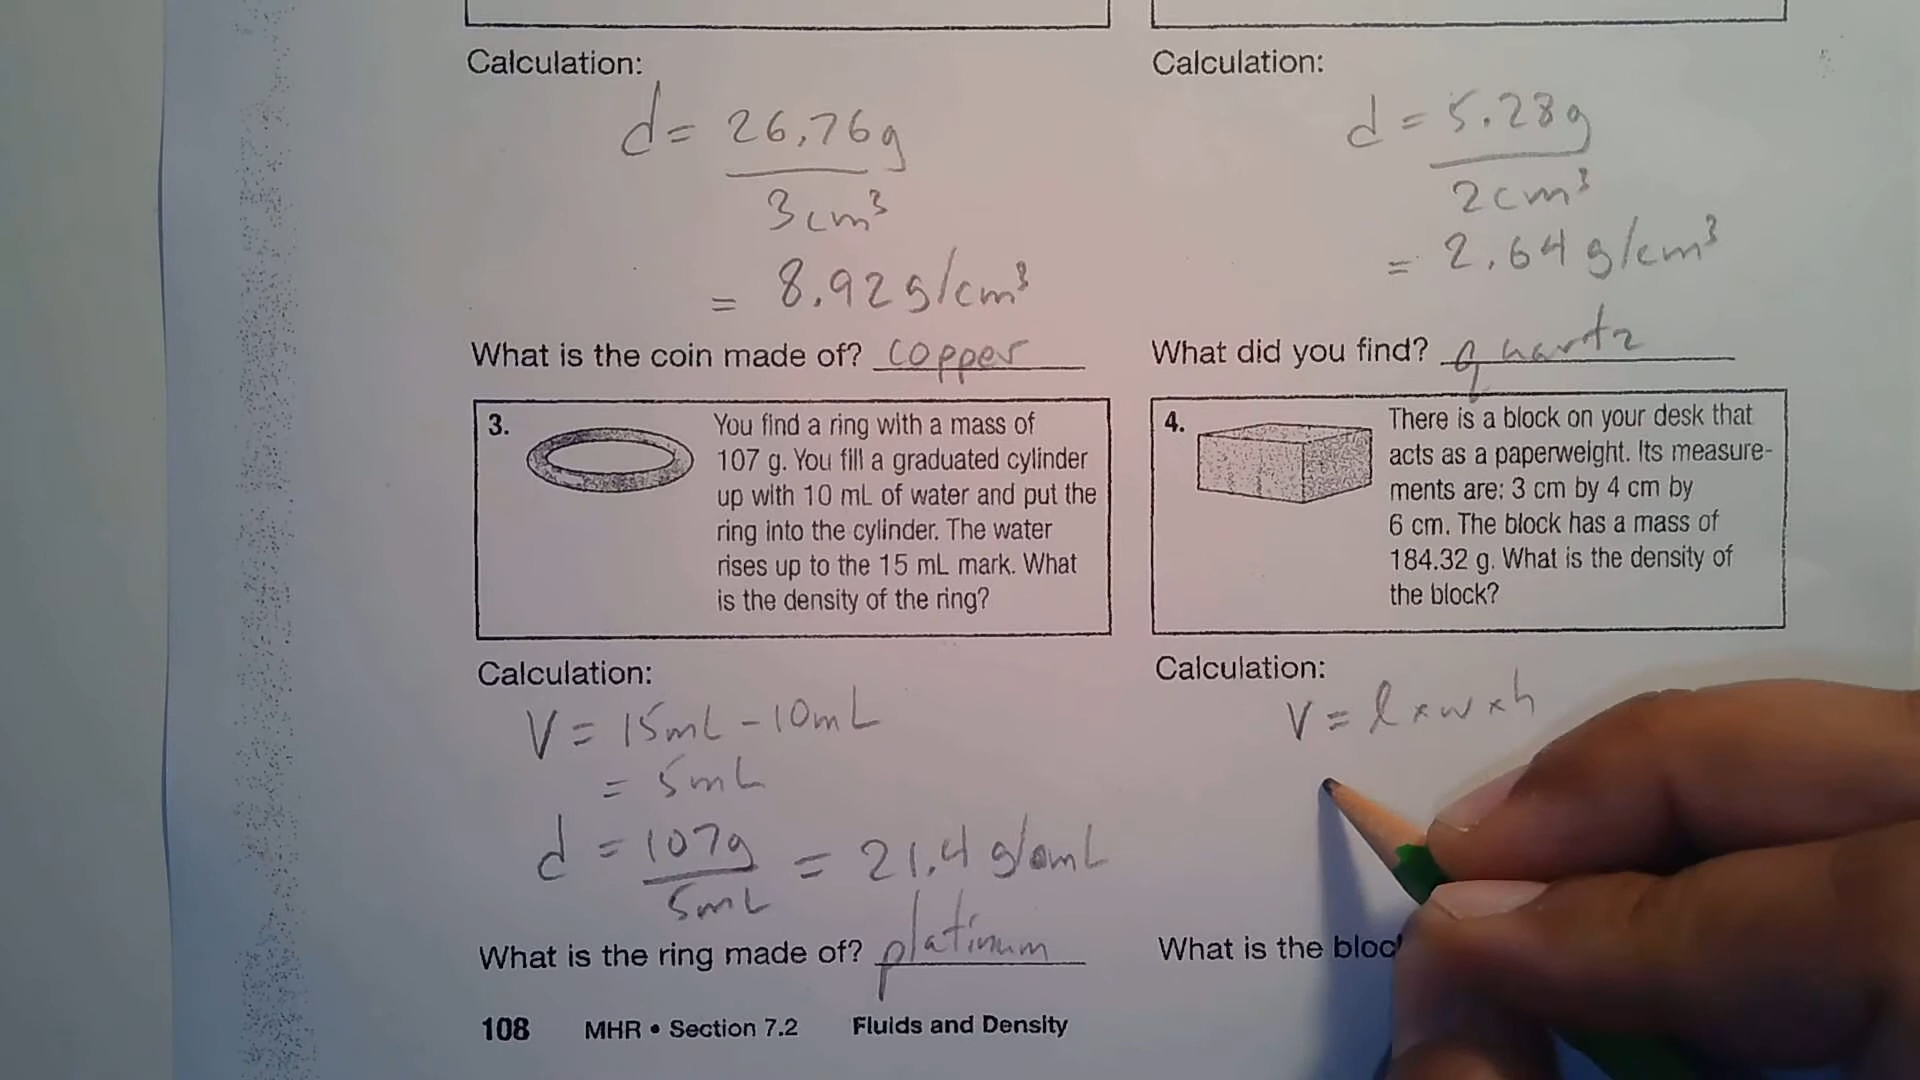 Calculation:
d = 26.76g
3cm³
= 8.92g/cm³
What is the coin made of? copper
Calculation:
d = 5.28g
2cm³
= 2.64 g/cm³
What did you find? quartz
3.
You find a ring with a mass of
107 g. You fill a graduated cylinder
up with 10 mL of water and put the
ring into the cylinder. The water
rises up to the 15 mL mark. What
is the density of the ring?
4.
There is a block on your desk that
acts as a paperweight. Its measure-
ments are: 3 cm by 4 cm by
6 cm. The block has a mass of
184.32 g. What is the density of
the block?
Calculation:
V = 15mL - 10mL
= 5mL
d = 107g = 21.4 g/mL
5mL
What is the ring made of? platinum
Calculation:
V = l × w × h
What is the
108 MHR • Section 7.2 Fluids and Density